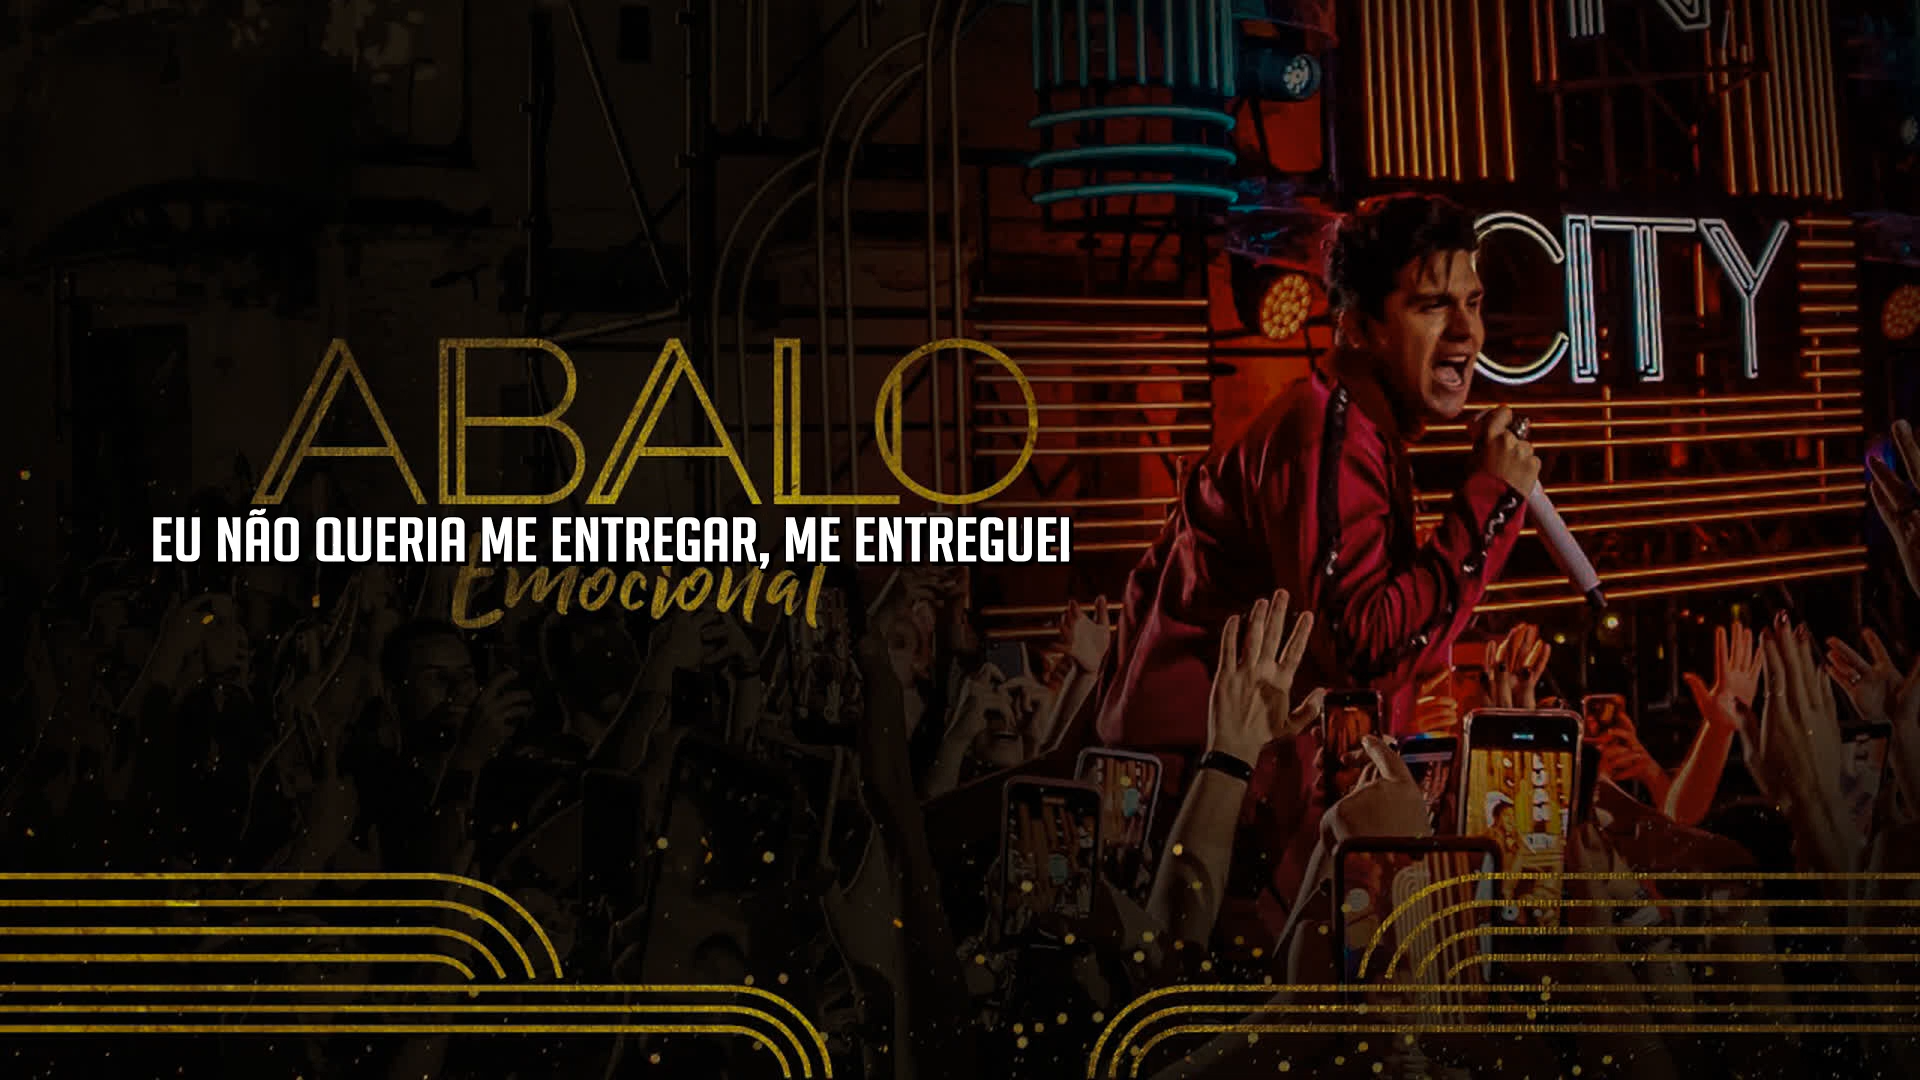 CITY
ABALO
EU NÃO QUERIA ME ENTREGAR, ME ENTREGUEI
Emocional